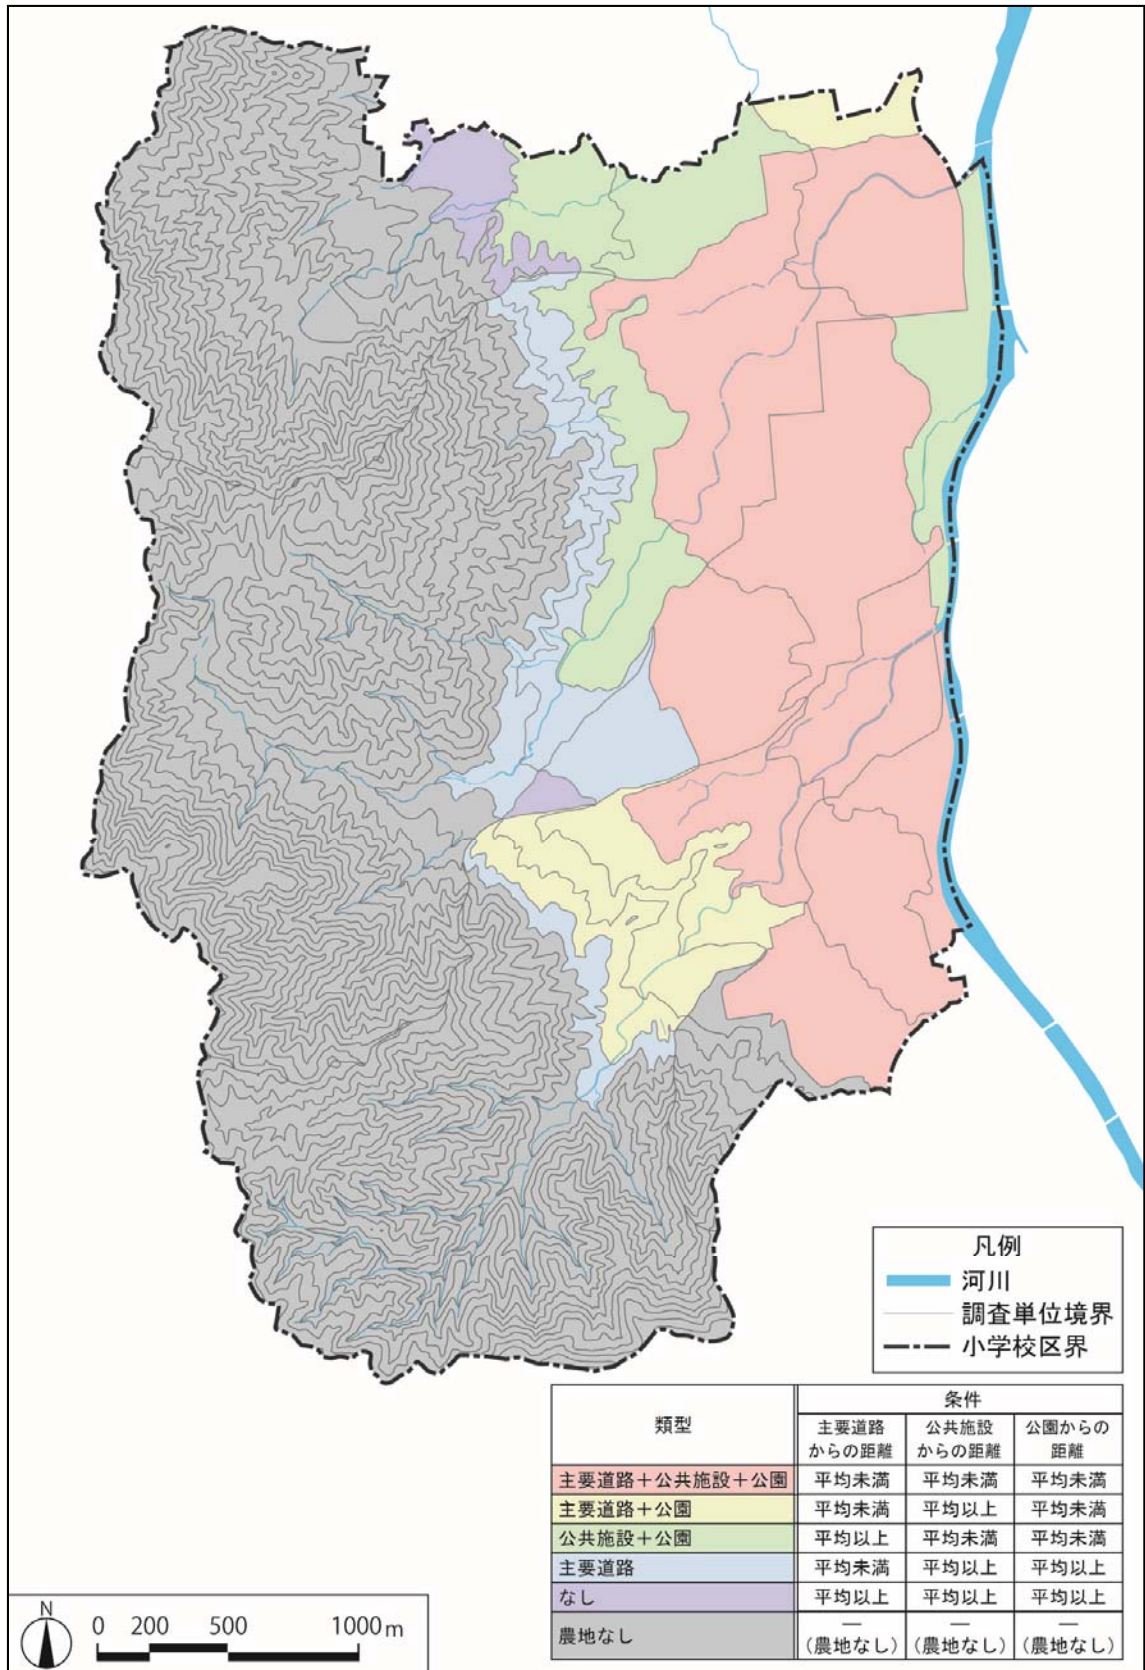 凡例
河川
調査単位境界
小学校区界
類型
条件
主要道路
からの距離
公共施設
からの距離
公園からの
距離
主要道路＋公共施設＋公園 平均未満 平均未満 平均未満
主要道路＋公園 平均未満 平均以上 平均未満
公共施設＋公園 平均以上 平均未満 平均未満
主要道路 平均未満 平均以上 平均以上
なし 平均以上 平均以上 平均以上
農地なし ― ― ―
（農地なし） （農地なし） （農地なし）
N
0 200 500 1000m